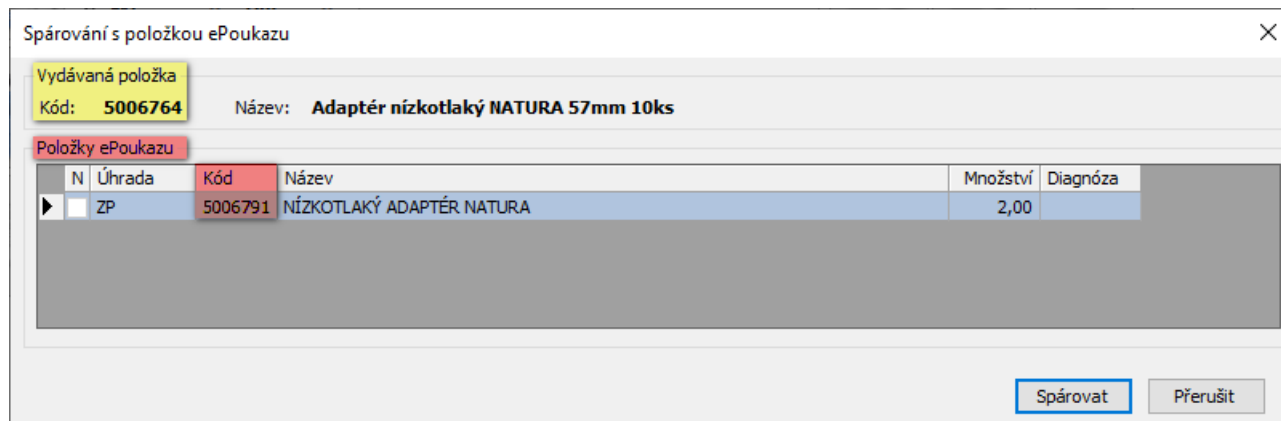 Spárování s položkou ePoukazu
Vydávaná položka
Kód: 5006764 Název: Adaptér nízkotlaký NATURA 57mm 10ks
Položky ePoukazu
N Úhrada Kód Název Množství Diagnóza
ZP 5006791 NÍZKOTLAKÝ ADAPTÉR NATURA 2,00
Spárovat Přerušit